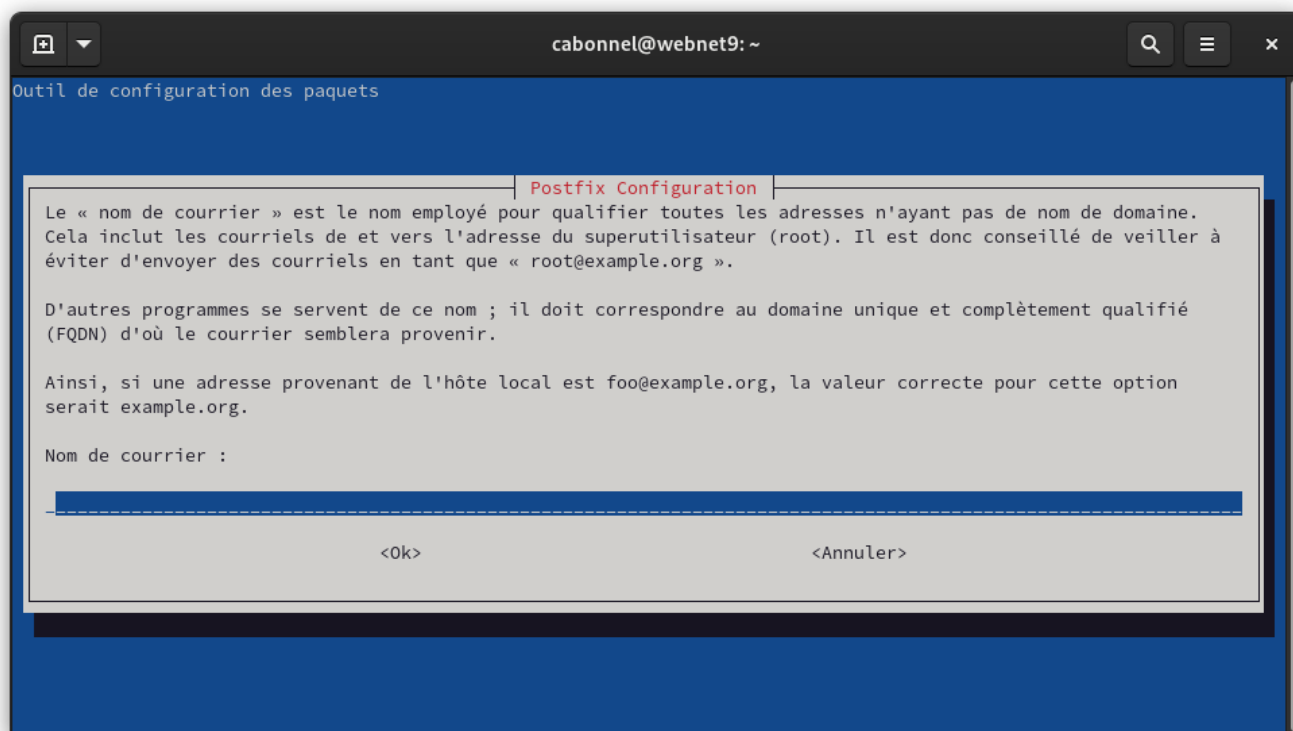 cabonnel@webnet9: ~
Outil de configuration des paquets
Postfix Configuration
Le « nom de courrier » est le nom employé pour qualifier toutes les adresses n'ayant pas de nom de domaine.
Cela inclut les courriels de et vers l'adresse du superutilisateur (root). Il est donc conseillé de veiller à
éviter d'envoyer des courriels en tant que « root@example.org ».
D'autres programmes se servent de ce nom ; il doit correspondre au domaine unique et complètement qualifié
(FQDN) d'où le courrier semblera provenir.
Ainsi, si une adresse provenant de l'hôte local est foo@example.org, la valeur correcte pour cette option
serait example.org.
Nom de courrier :
<Ok> <Annuler>